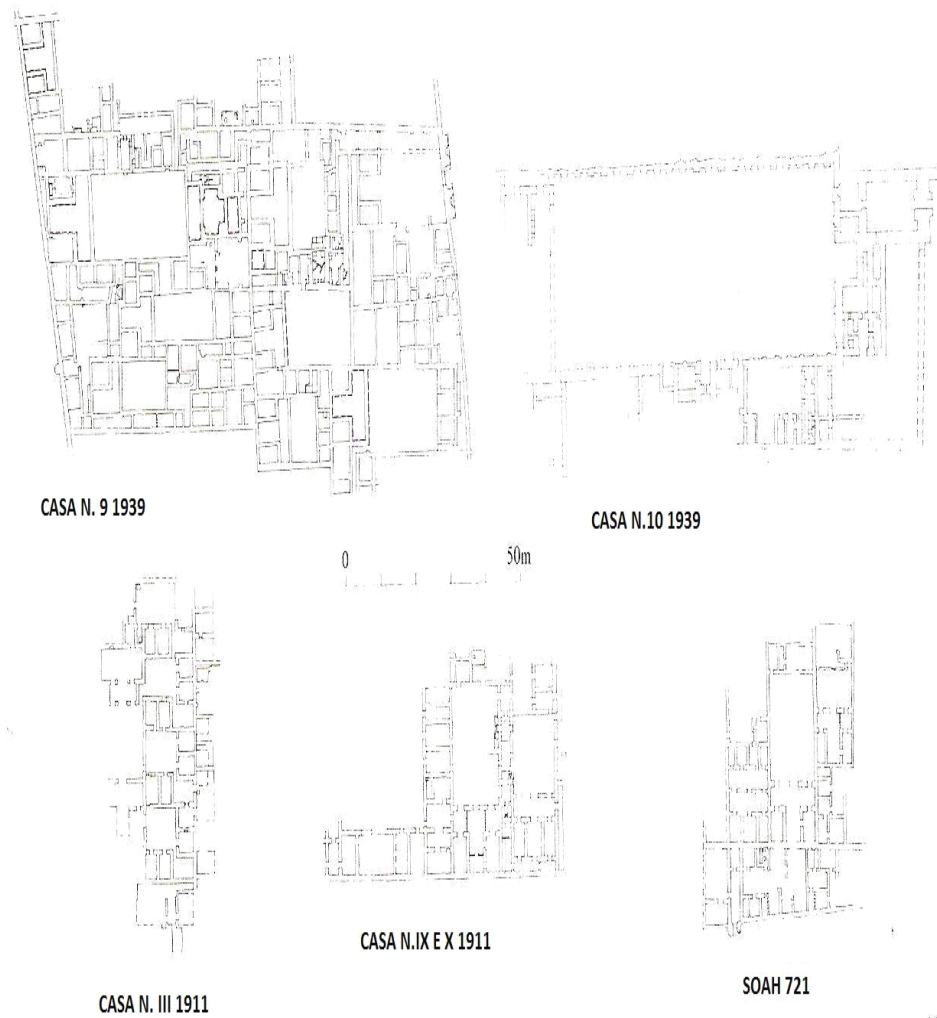 CASA N. 9 1939
CASA N.10 1939
0 50m
CASA N. III 1911
CASA N.IX E X 1911
SOAH 721